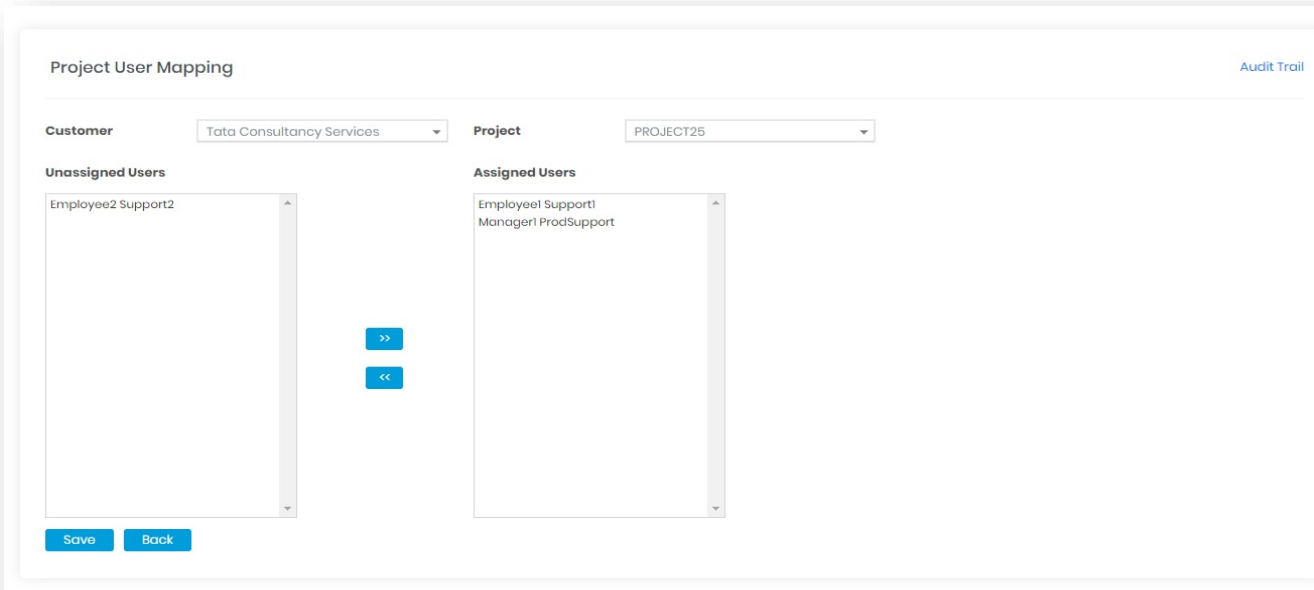 Project User Mapping
Audit Trail
Customer
Tata Consultancy Services
Project
PROJECT25
Unassigned Users
Assigned Users
Employee2 Support2
Employee1 Support1
Manager1 ProdSupport
>>
<<
Save
Back